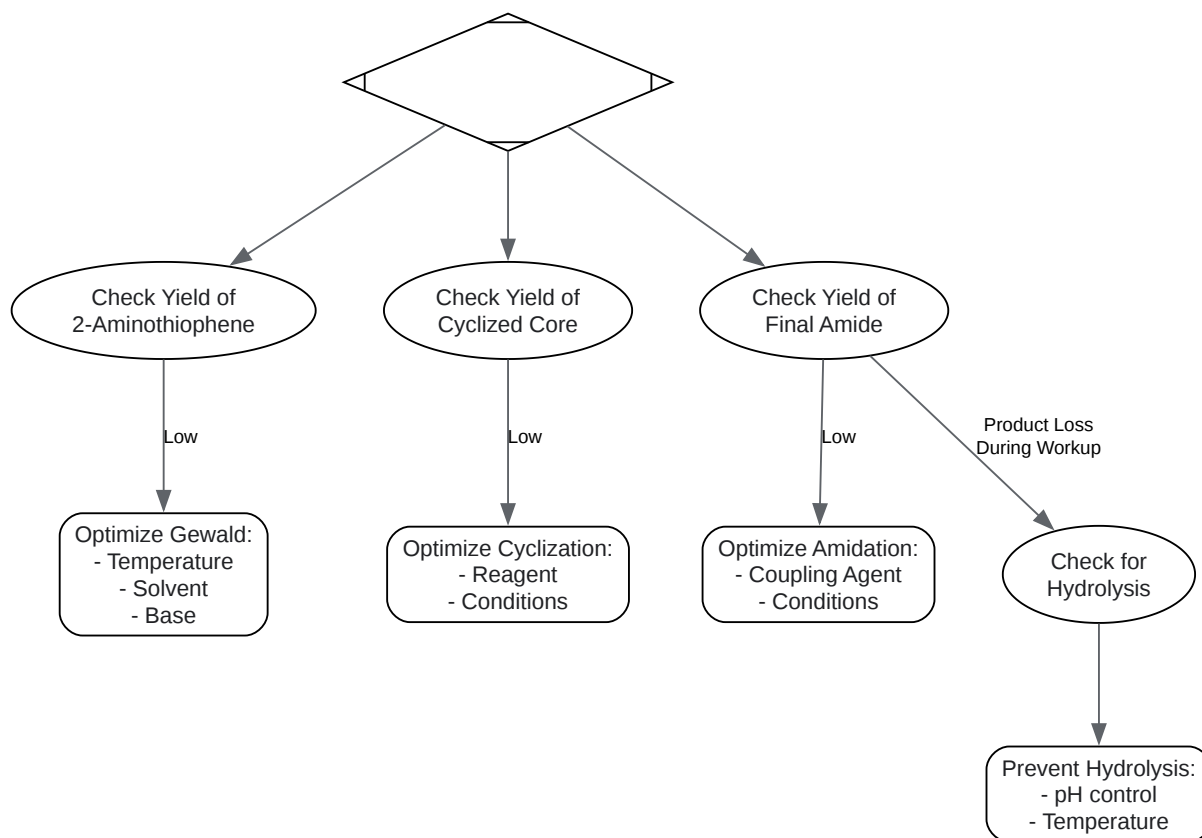 Check Yield of
2-Aminothiophene
Check Yield of
Cyclized Core
Check Yield of
Final Amide
Low
Low
Low
Product Loss
During Workup
Optimize Gewald:
- Temperature
- Solvent
- Base
Optimize Cyclization:
- Reagent
- Conditions
Optimize Amidation:
- Coupling Agent
- Conditions
Check for
Hydrolysis
Prevent Hydrolysis:
- pH control
- Temperature